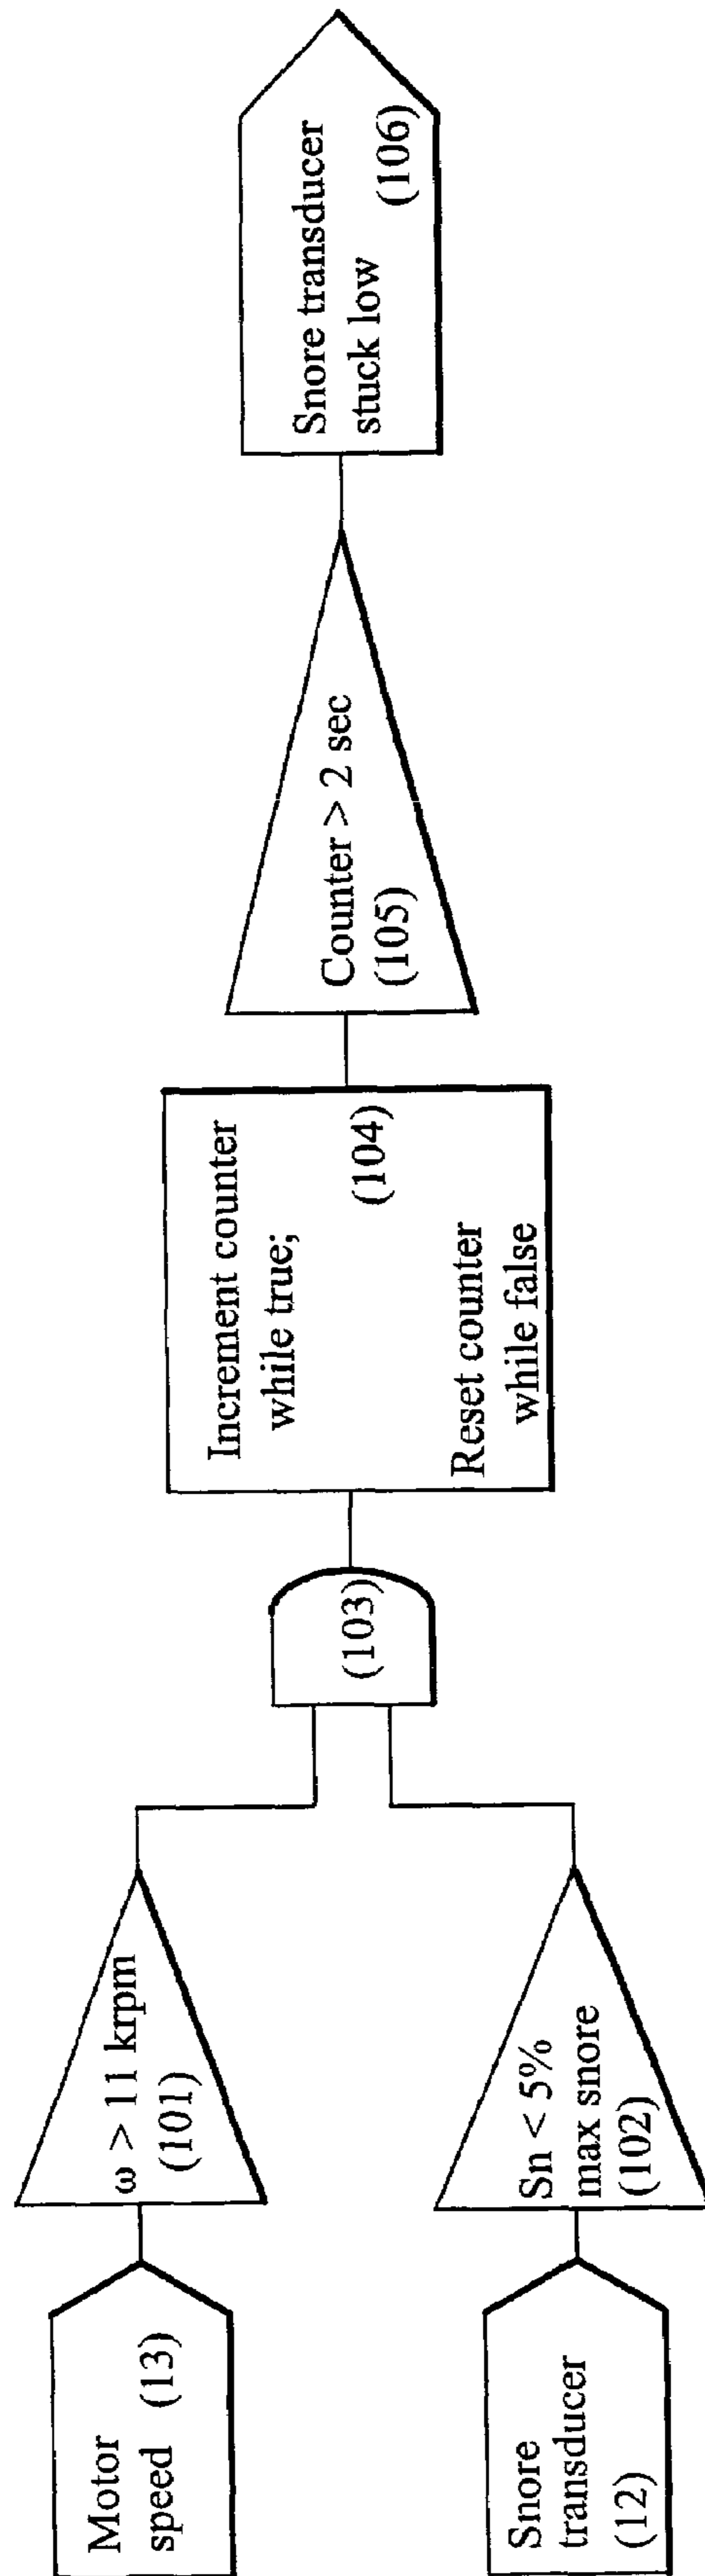 Motor
speed (13)
ω > 11 krpm
(101)
Snore
transducer
(12)
Sn < 5%
max snore
(102)
(103)
Increment counter
while true;
(104)
Reset counter
while false
Counter > 2 sec
(105)
Snore transducer
stuck low
(106)